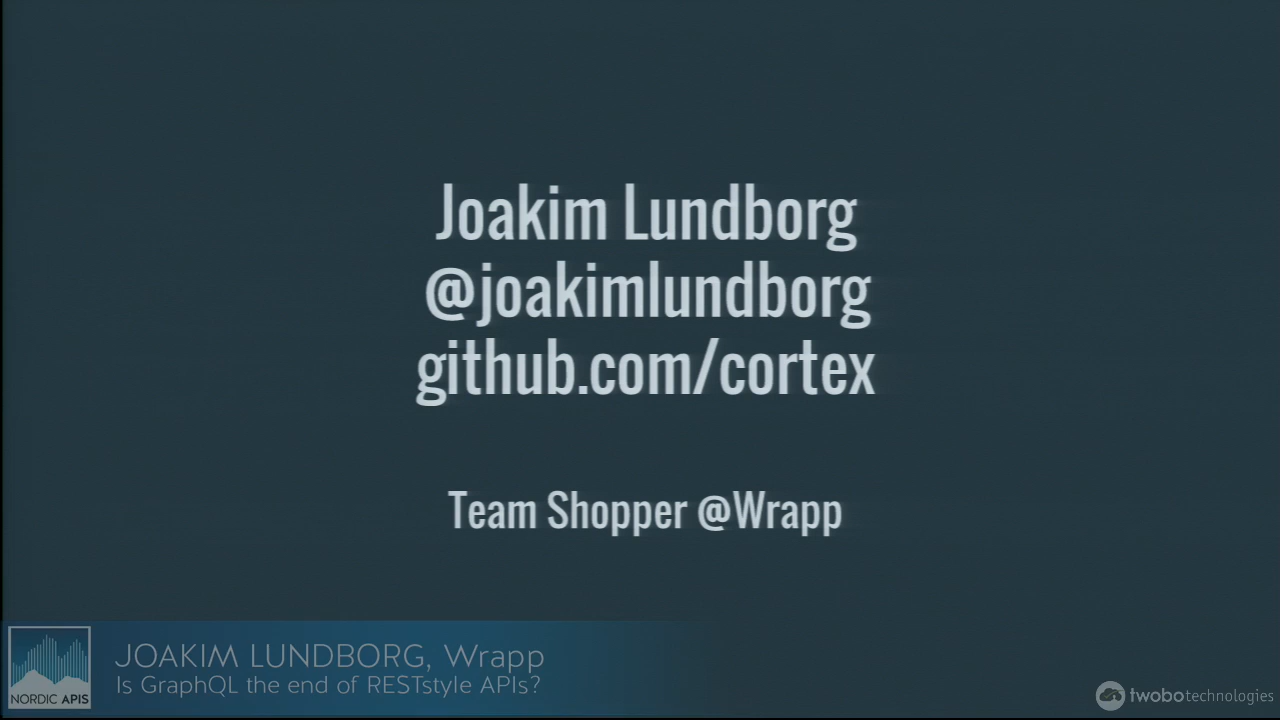 Joakim Lundborg
@joakimlundborg
github.com/cortex
Team Shopper @Wrapp
NORDIC APIS
JOAKIM LUNDBORG, Wrapp
Is GraphQL the end of RESTstyle APIs?
twobotechnologies